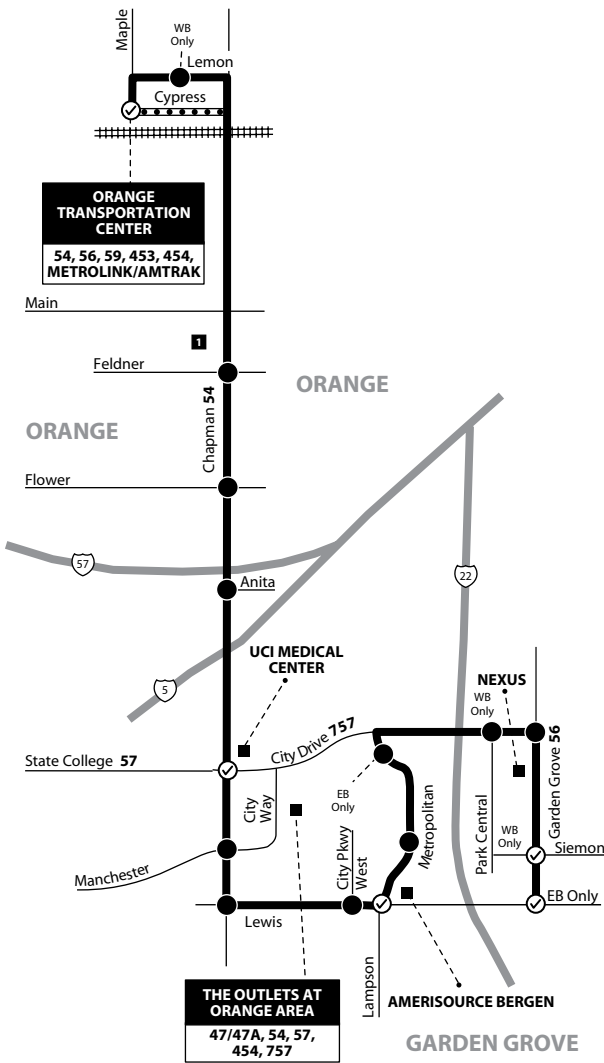 Maple
WB
Only
Lemon
Cypress
ORANGE
TRANSPORTATION
CENTER
54, 56, 59, 453, 454,
METROLINK/AMTRAK
Main
1
Feldner
ORANGE
Chapman 54
ORANGE
Flower
57
22
Anita
UCI MEDICAL
CENTER
5
NEXUS
WB
Only
City Drive 757
Garden Grove 56
State College 57
EB
Only
City
Way
Metropolitan
Park Central
WB
Only
Siemon
City Pkwy
West
Manchester
EB Only
Lewis
Lampson
AMERISOURCE BERGEN
THE OUTLETS AT
ORANGE AREA
47/47A, 54, 57,
454, 757
GARDEN GROVE